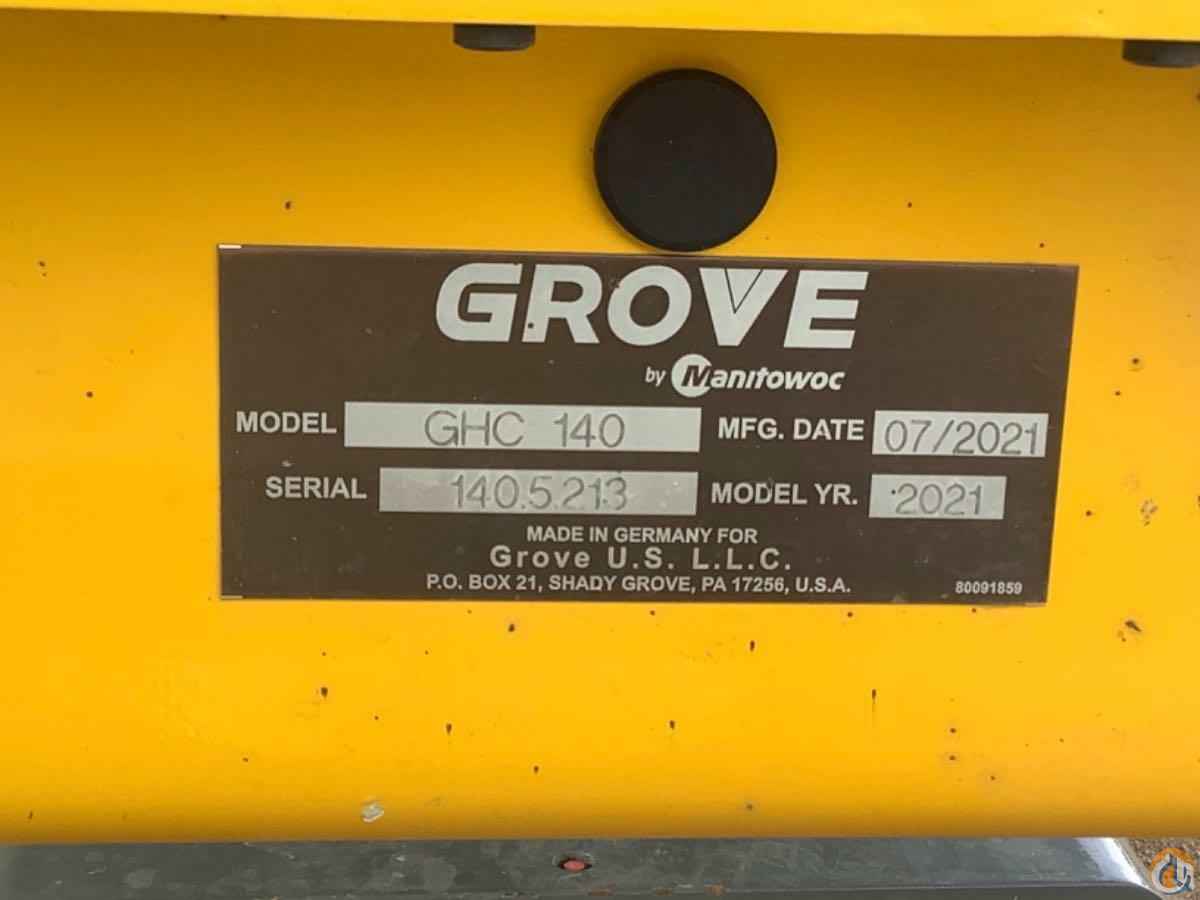 GROVE
by Manitowoc
MODEL GHC 140 MFG. DATE 07/2021
SERIAL 140.5.213 MODEL YR. 2021
MADE IN GERMANY FOR
Grove U.S. L.L.C.
P.O. BOX 21, SHADY GROVE, PA 17256, U.S.A.
80091859